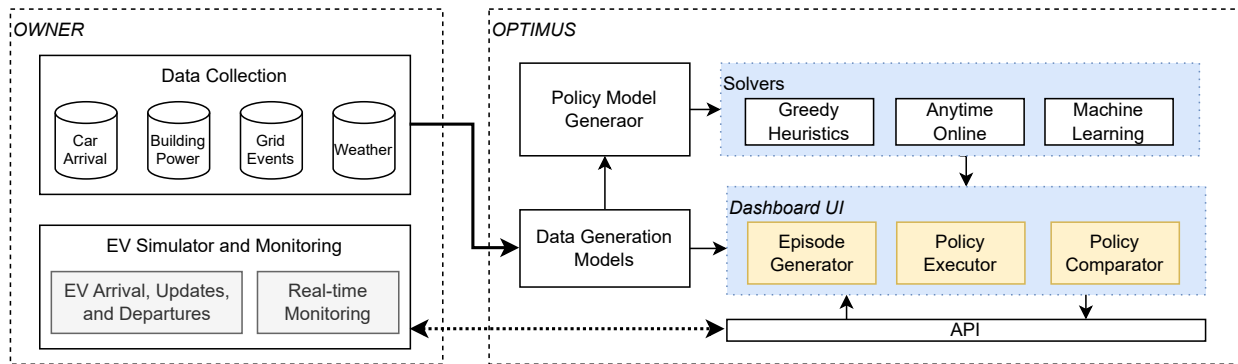 OWNER
Data Collection
Car
Arrival
Building
Power
Grid
Events
Weather
EV Simulator and Monitoring
EV Arrival, Updates,
and Departures
Real-time
Monitoring
OPTIMUS
Policy Model
Generaor
Solvers
Greedy
Heuristics
Anytime
Online
Machine
Learning
Data Generation
Models
Dashboard UI
Episode
Generator
Policy
Executor
Policy
Comparator
API